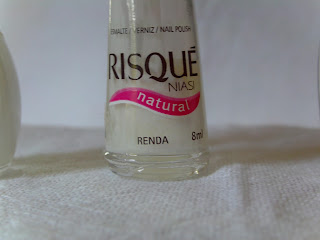 ESMALTE / VERNIZ / NAIL POLISH
RISQUÉ
NIASI
natural
RENDA 8ml